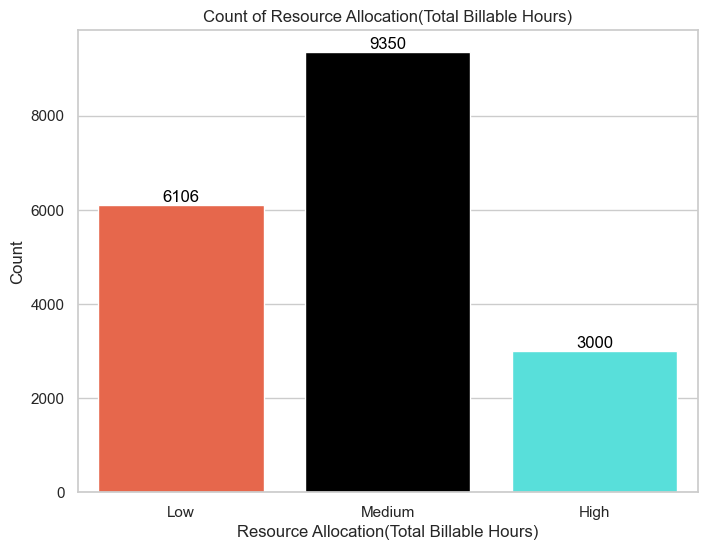 Count of Resource Allocation(Total Billable Hours)
9350
8000
6106
6000
Count
4000
3000
2000
0
Low Medium High
Resource Allocation(Total Billable Hours)